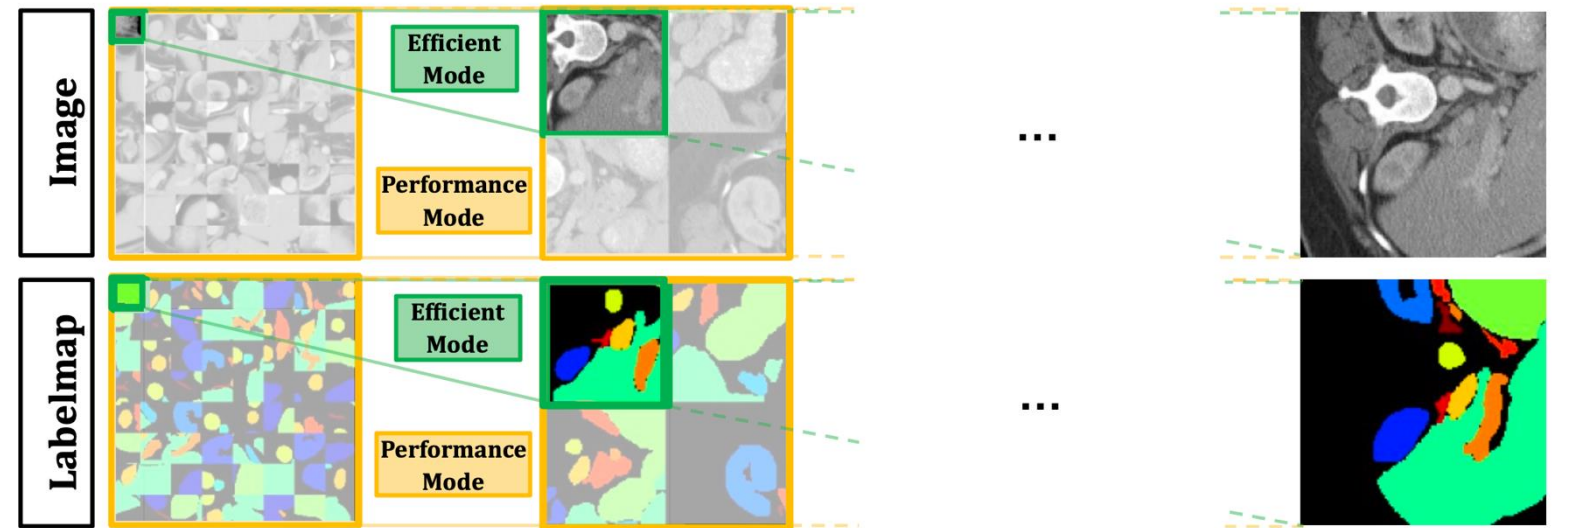 Image
Efficient
Mode
Performance
Mode
...
Labelmap
Efficient
Mode
Performance
Mode
...